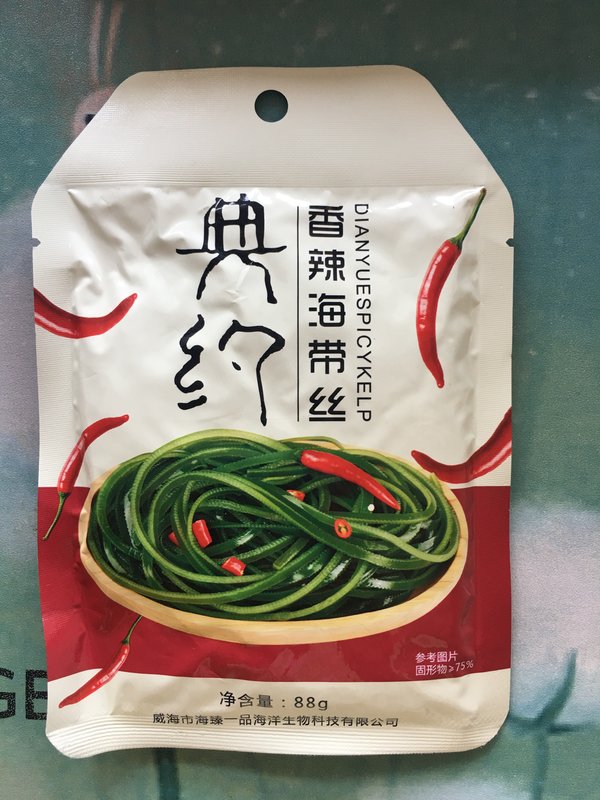 典约
香辣海带丝
DIANYUESPICYKELP
参考图片
固形物≥75%
净含量：88g
威海市海臻一品海洋生物科技有限公司
GE